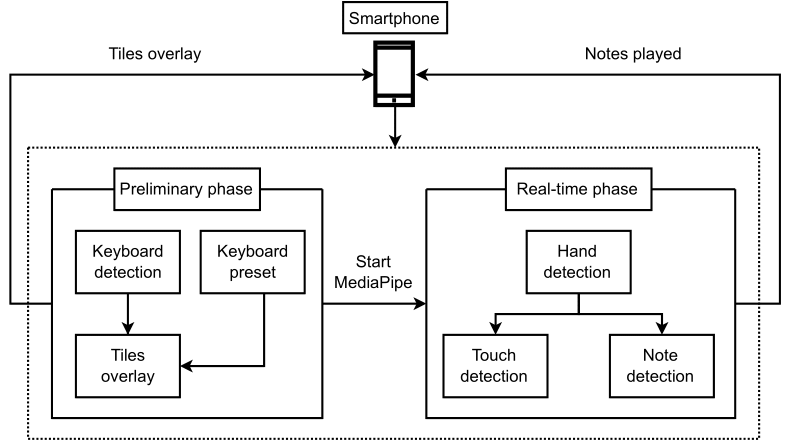 Smartphone
Tiles overlay
Notes played
Preliminary phase
Real-time phase
Keyboard
detection
Keyboard
preset
Start
MediaPipe
Hand
detection
Tiles
overlay
Touch
detection
Note
detection